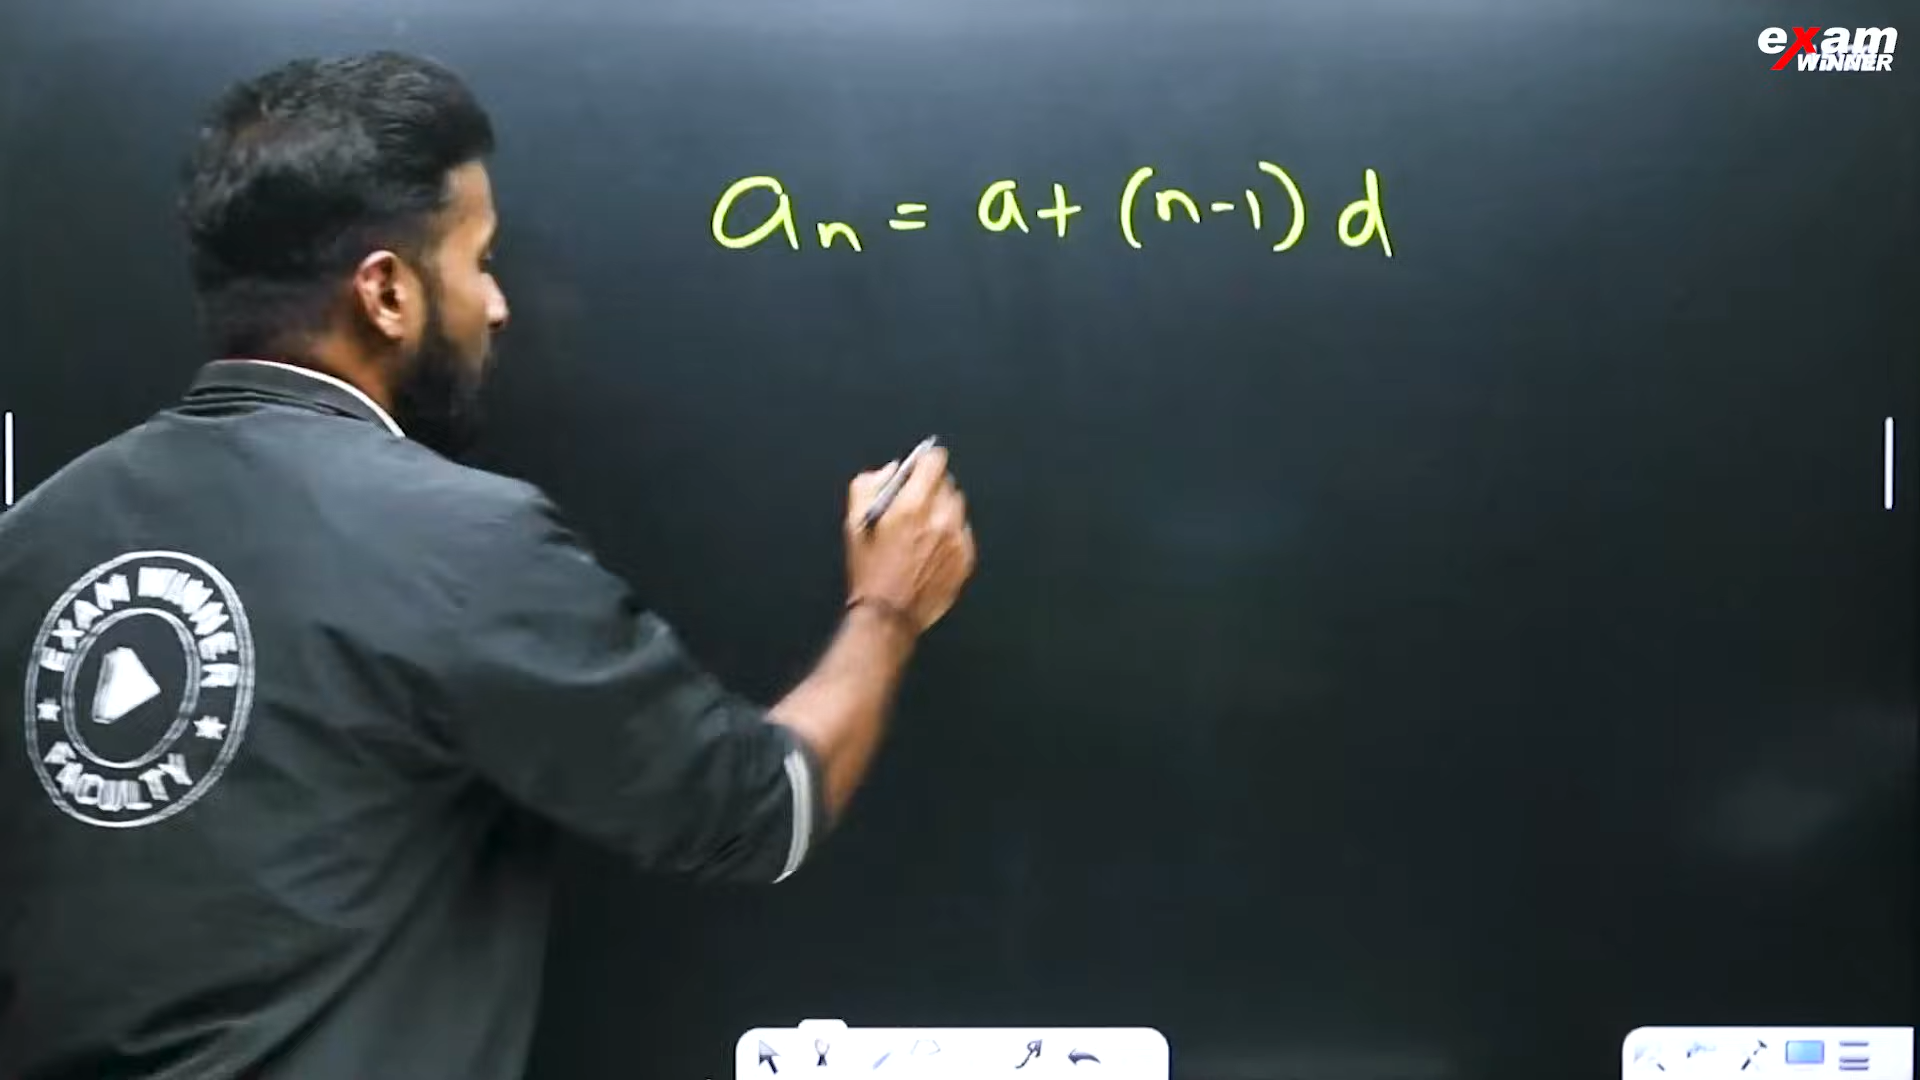 exam
WINNER
aₙ = a + (n-1) d
EXAM WINNER
FACULTY